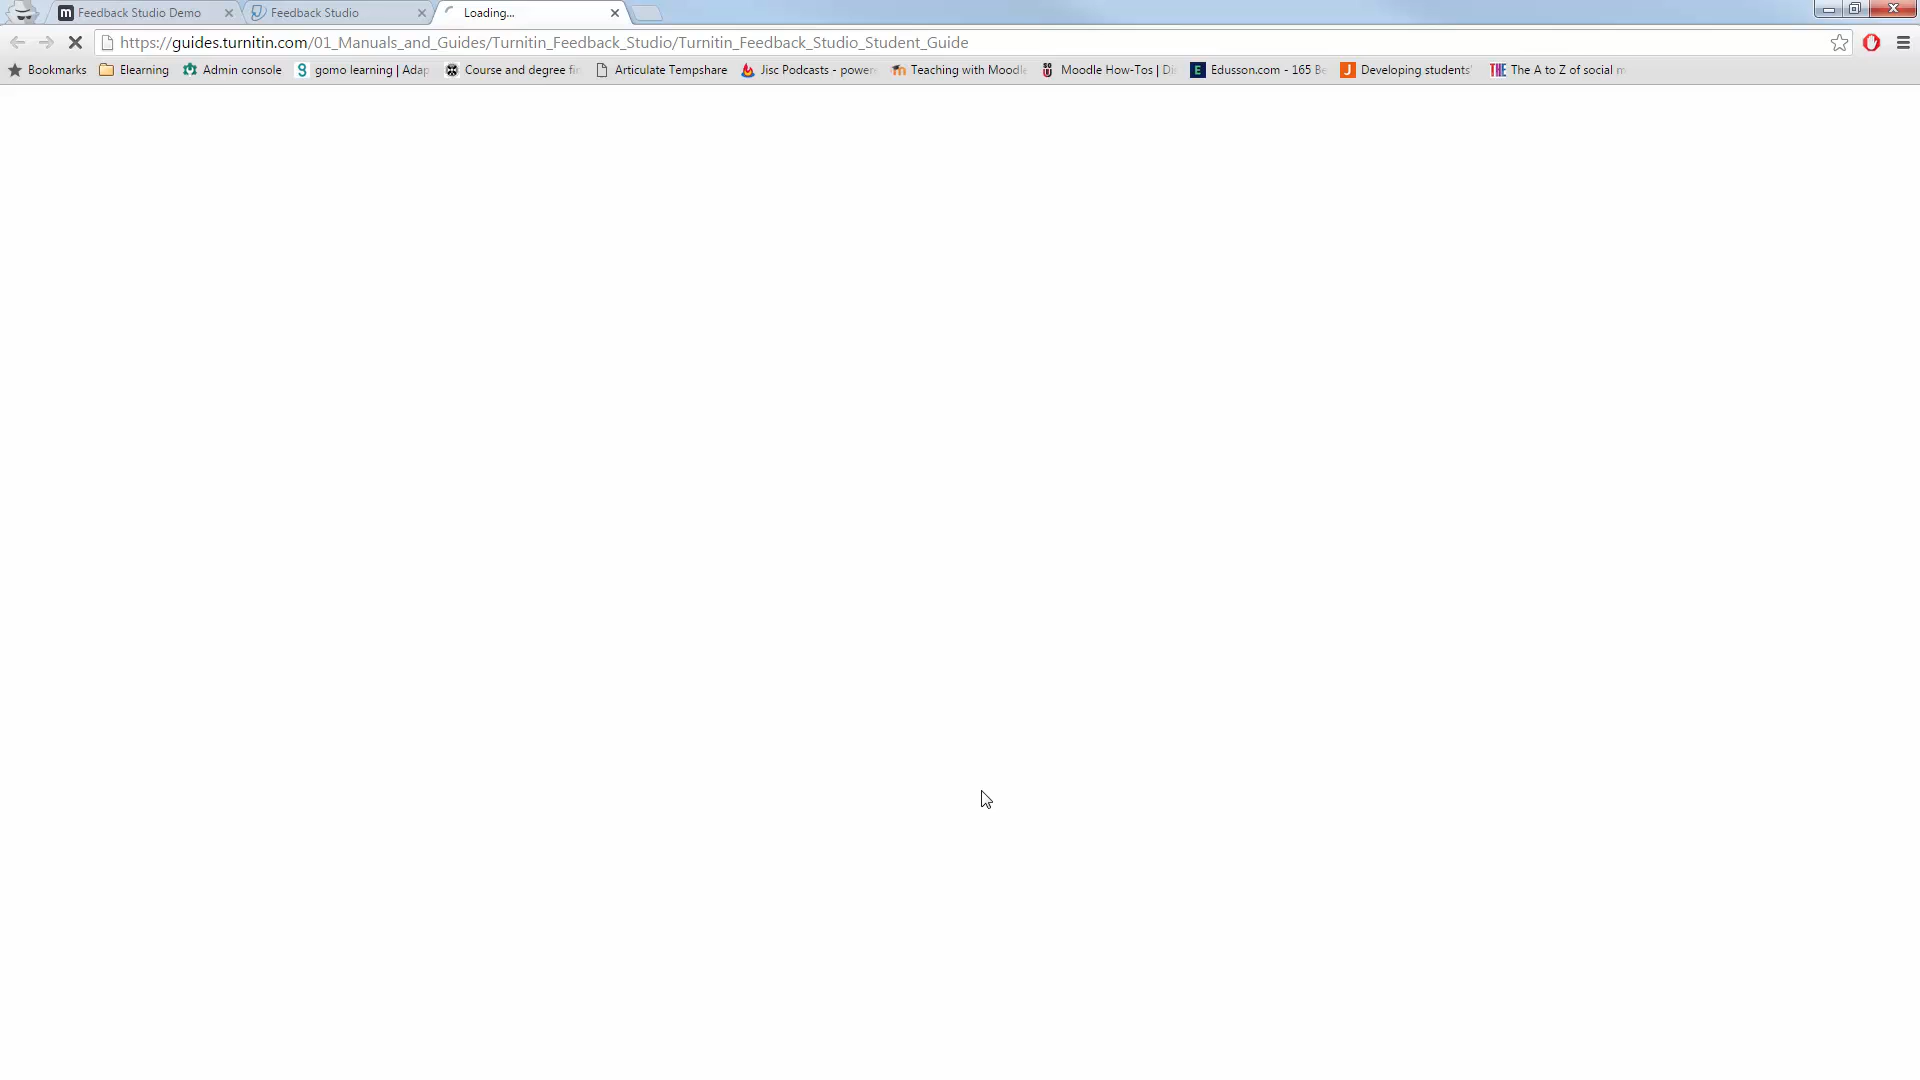 Feedback Studio Demo
Feedback Studio
Loading...
https://guides.turnitin.com/01_Manuals_and_Guides/Turnitin_Feedback_Studio/Turnitin_Feedback_Studio_Student_Guide
Bookmarks
Elearning
Admin console
gomo learning | Adap
Course and degree fi
Articulate Tempshare
Jisc Podcasts - power
Teaching with Moodle
Moodle How-Tos | Di
Edusson.com - 165 Be
Developing students'
THE The A to Z of social m